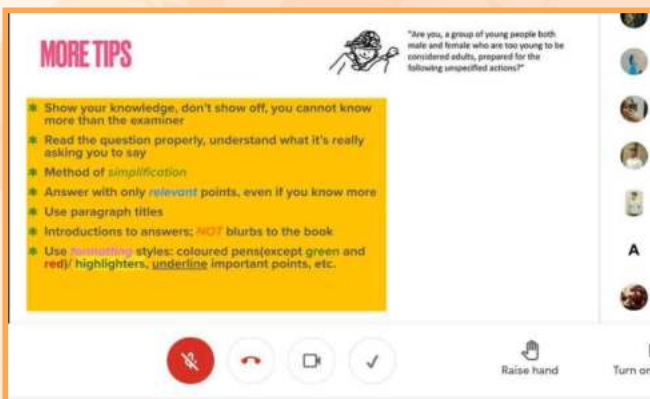 MORE TIPS
"Are you, a group of young people both
male and female who are too young to be
considered adults, prepared for the
following unspecified actions?"
Show your knowledge, don't show off, you cannot know
more than the examiner
Read the question properly, understand what it's really
asking you to say
Method of simplification
Answer with only relevant points, even if you know more
Use paragraph titles
Introductions to answers; NOT blurbs to the book
Use formatting styles: coloured pens(except green and
red)/ highlighters, underline important points, etc.
A
Raise hand
Turn on